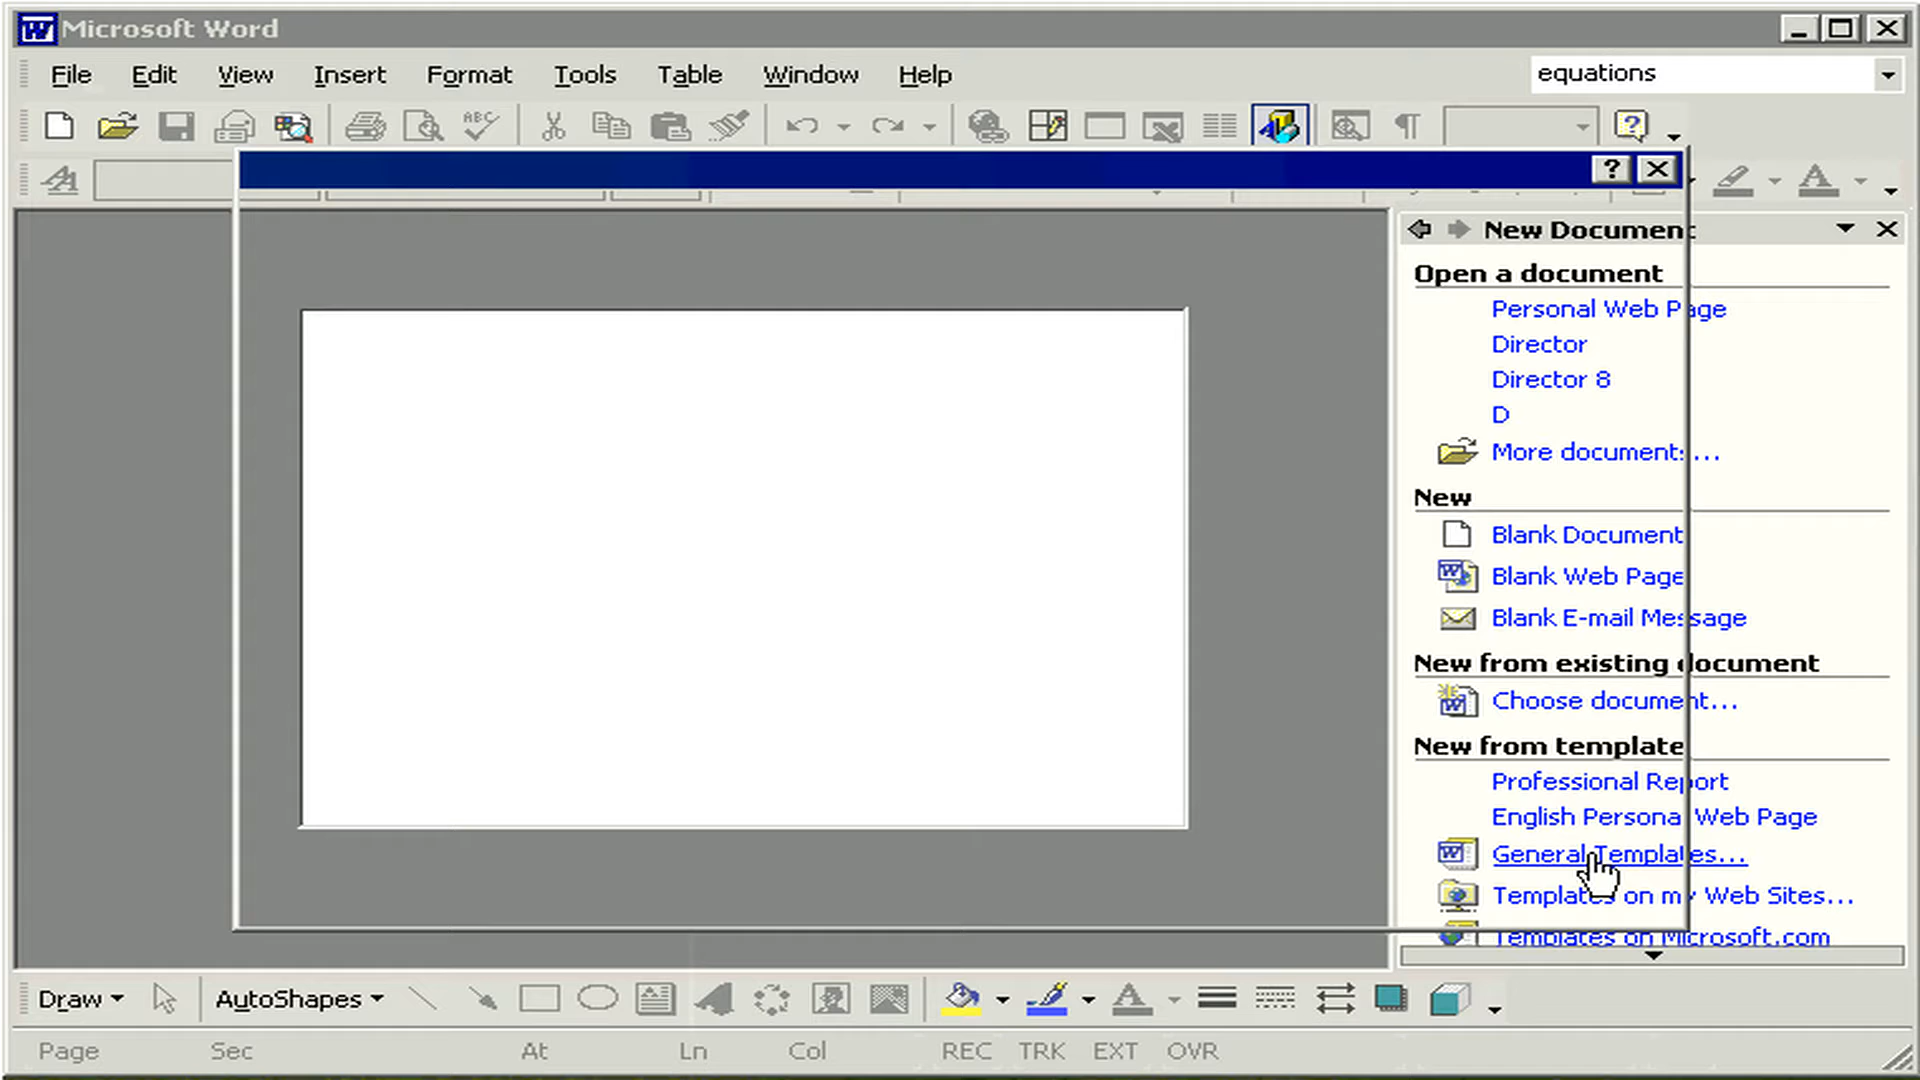 Microsoft Word
File Edit View Insert Format Tools Table Window Help
equations
New Document
Open a document
Personal Web Page
Director
Director 8
D
More documents...
New
Blank Document
Blank Web Page
Blank E-mail Message
New from existing document
Choose document...
New from template
Professional Report
English Personal Web Page
General Templates...
Templates on my Web Sites...
Templates on Microsoft.com
Draw AutoShapes
Page Sec At Ln Col REC TRK EXT OVR